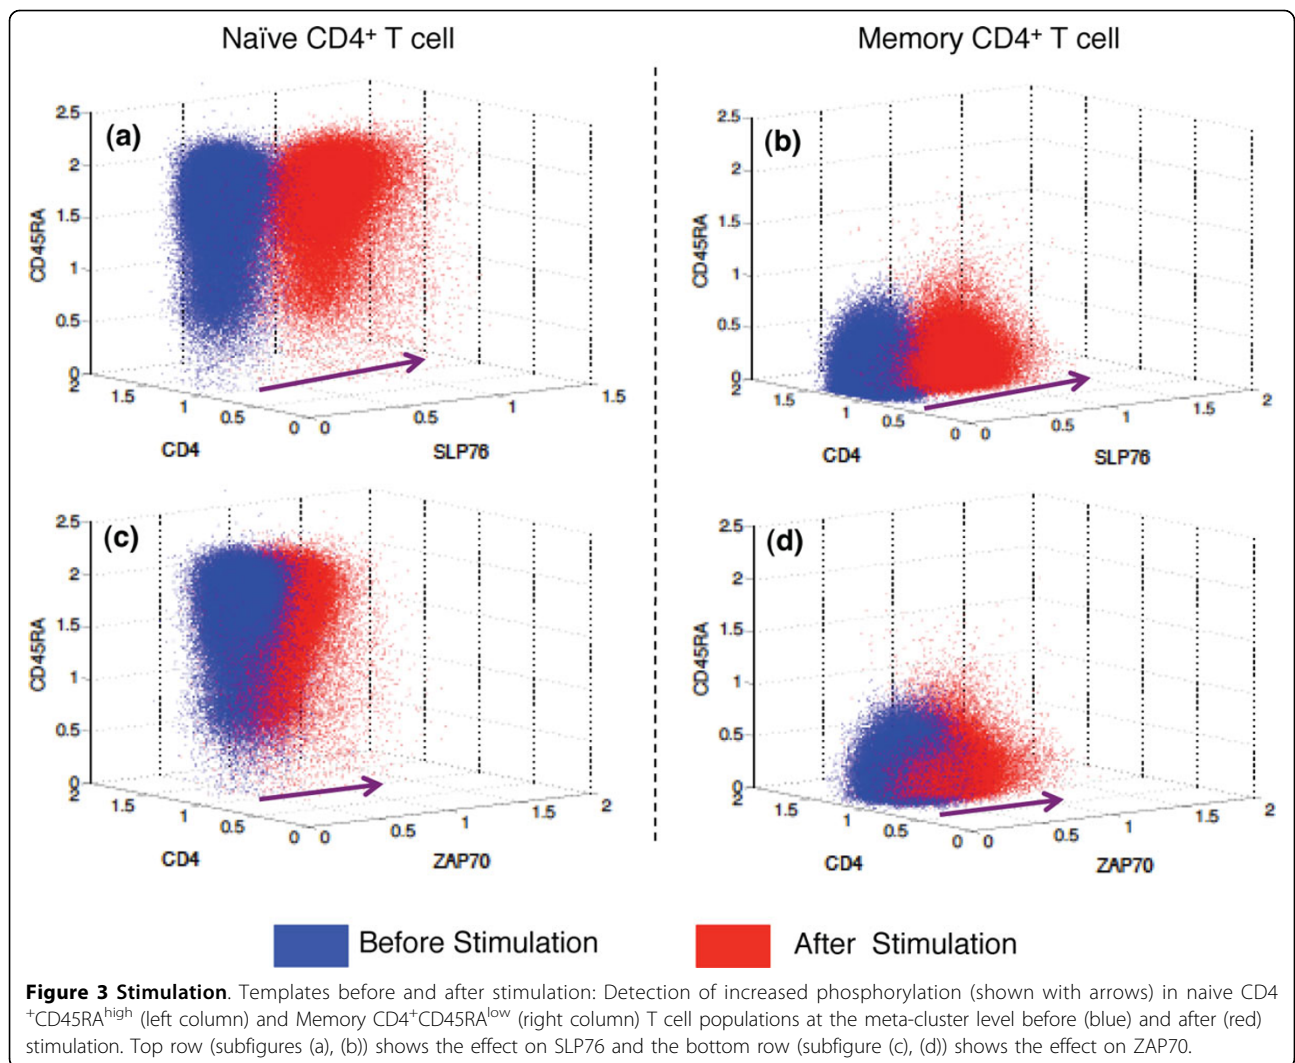 Naïve CD4+ T cell
Memory CD4+ T cell
(a)
2.5
2
1.5
1
0.5
0
CD45RA
2
1.5
1
0.5
0
CD4
0
0.5
1
1.5
SLP76
(b)
2.5
2
1.5
1
0.5
0
CD45RA
2
1.5
1
0.5
0
CD4
0
0.5
1
1.5
2
SLP76
(c)
2.5
2
1.5
1
0.5
0
CD45RA
2
1.5
1
0.5
0
CD4
0
0.5
1
1.5
2
ZAP70
(d)
2.5
2
1.5
1
0.5
0
CD45RA
2
1.5
1
0.5
0
CD4
0
0.5
1
1.5
2
ZAP70
Before Stimulation
After Stimulation
Figure 3 Stimulation. Templates before and after stimulation: Detection of increased phosphorylation (shown with arrows) in naive CD4
+CD45RAhigh (left column) and Memory CD4+CD45RAlow (right column) T cell populations at the meta-cluster level before (blue) and after (red)
stimulation. Top row (subfigures (a), (b)) shows the effect on SLP76 and the bottom row (subfigure (c), (d)) shows the effect on ZAP70.